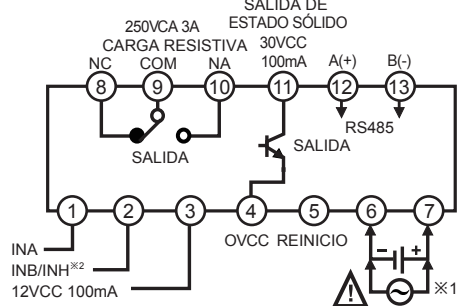 SALIDA DE
250VCA 3A ESTADO SÓLIDO
CARGA RESISTIVA 30VCC
NC COM NA 100mA A(+) B(-)
8 9 10 11 12 13
RS485
SALIDA SALIDA
1 2 3 4 5 6 7
0VCC REINICIO
INA
INB/INH※2
12VCC 100mA
- +
※1